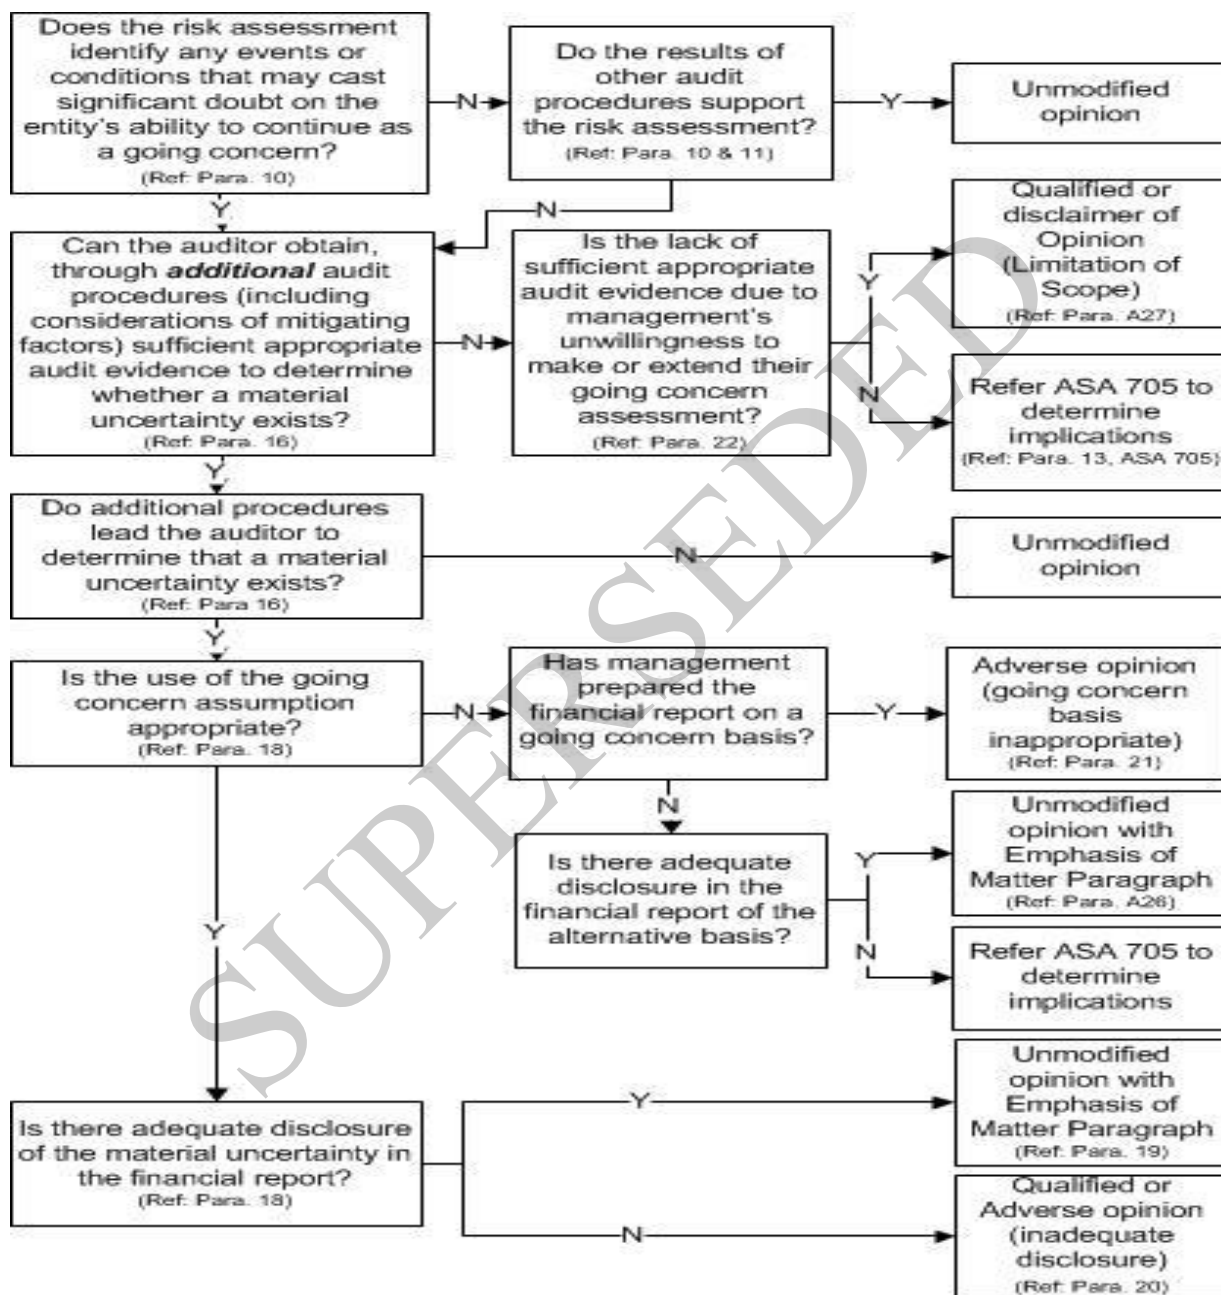 Does the risk assessment
identify any events or
conditions that may cast
significant doubt on the
entity's ability to continue as
a going concern?
(Ref: Para. 10)
N
Do the results of
other audit
procedures support
the risk assessment?
(Ref: Para. 10 & 11)
Y
Unmodified
opinion
Y
N
Can the auditor obtain,
through additional audit
procedures (including
considerations of mitigating
factors) sufficient appropriate
audit evidence to determine
whether a material
uncertainty exists?
(Ref: Para. 16)
N
Is the lack of
sufficient appropriate
audit evidence due to
management's
unwillingness to
make or extend their
going concern
assessment?
(Ref: Para. 22)
Y
Qualified or
disclaimer of
Opinion
(Limitation of
Scope)
(Ref: Para. A27)
N
Refer ASA 705 to
determine
implications
(Ref: Para. 13, ASA 705)
Y
Do additional procedures
lead the auditor to
determine that a material
uncertainty exists?
(Ref: Para 16)
N
Unmodified
opinion
Y
Is the use of the going
concern assumption
appropriate?
(Ref: Para. 18)
N
Has management
prepared the
financial report on a
going concern basis?
Y
Adverse opinion
(going concern
basis
inappropriate)
(Ref: Para. 21)
N
Is there adequate
disclosure in the
financial report of the
alternative basis?
Y
Unmodified
opinion with
Emphasis of
Matter Paragraph
(Ref: Para. A26)
N
Refer ASA 705 to
determine
implications
Y
Is there adequate disclosure
of the material uncertainty in
the financial report?
(Ref: Para. 18)
Y
Unmodified
opinion with
Emphasis of
Matter Paragraph
(Ref: Para. 19)
N
Qualified or
Adverse opinion
(inadequate
disclosure)
(Ref: Para. 20)
SUPERSEDED